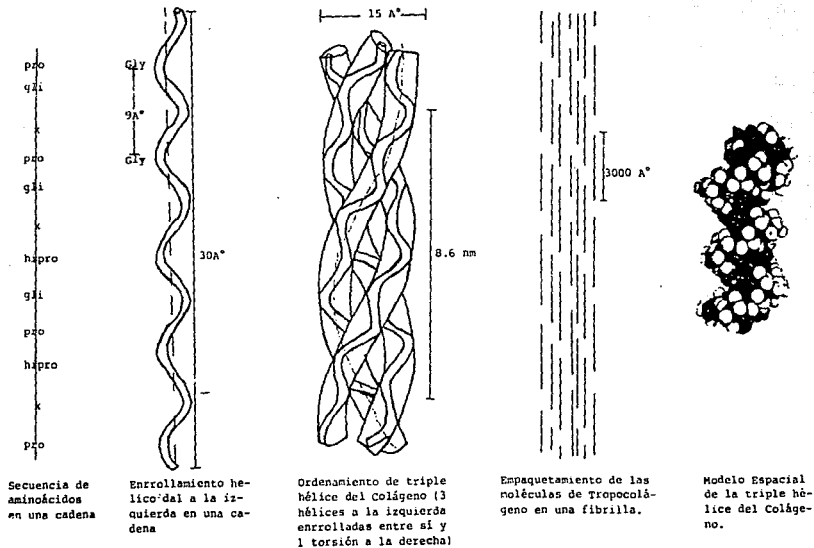 15 A°
pro
gli
x
pro
gli
x
hipro
gli
pro
hipro
x
pro
Gly
9A°
Gly
30A°
8.6 nm
3000 A°
Secuencia de
aminoácidos
en una cadena
Enrrollamiento he-
licoidal a la iz-
quierda en una ca-
dena
Ordenamiento de triple
hélice del Colágeno (3
hélices a la izquierda
enrrolladas entre sí y
1 torsión a la derecha)
Empaquetamiento de las
moléculas de Tropocolá-
geno en una fibrilla.
Modelo Espacial
de la triple hé-
lice del Coláge-
no.